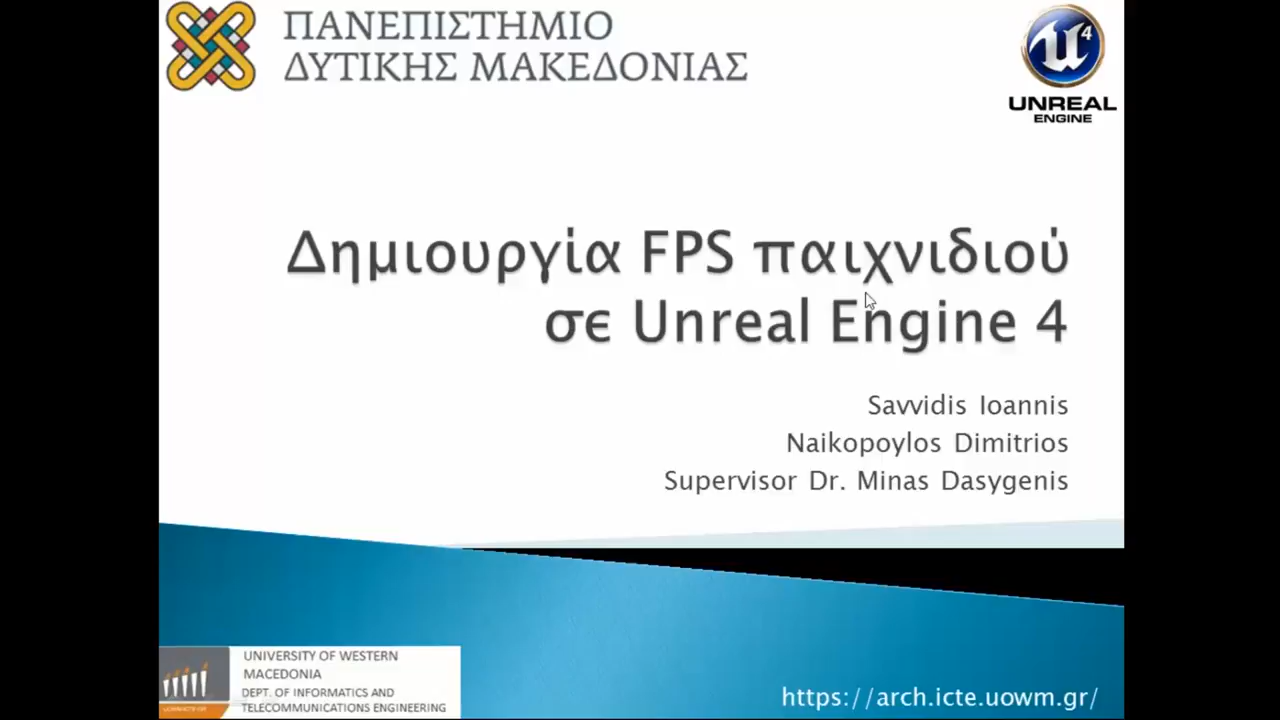 ΠΑΝΕΠΙΣΤΗΜΙΟ
ΔΥΤΙΚΗΣ ΜΑΚΕΔΟΝΙΑΣ
4
UNREAL
ENGINE
Δημιουργία FPS παιχνιδιού
σε Unreal Engine 4
Savvidis Ioannis
Naikopoylos Dimitrios
Supervisor Dr. Minas Dasygenis
UNIVERSITY OF WESTERN
MACEDONIA
DEPT. OF INFORMATICS AND
TELECOMMUNICATIONS ENGINEERING
https://arch.icte.uowm.gr/